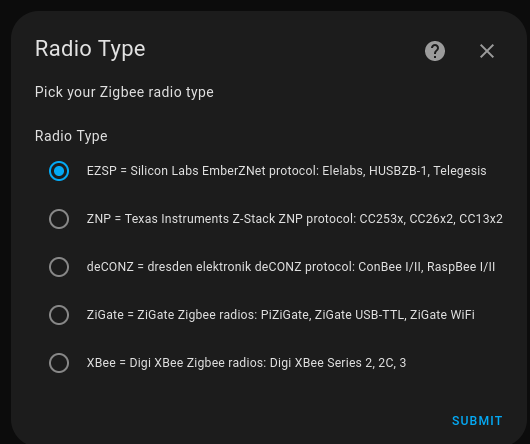 Radio Type
Pick your Zigbee radio type
Radio Type
EZSP = Silicon Labs EmberZNet protocol: Elelabs, HUSBZB-1, Telegesis
ZNP = Texas Instruments Z-Stack ZNP protocol: CC253x, CC26x2, CC13x2
deCONZ = dresden elektronik deCONZ protocol: ConBee I/II, RaspBee I/II
ZiGate = ZiGate Zigbee radios: PiZiGate, ZiGate USB-TTL, ZiGate WiFi
XBee = Digi XBee Zigbee radios: Digi XBee Series 2, 2C, 3
SUBMIT